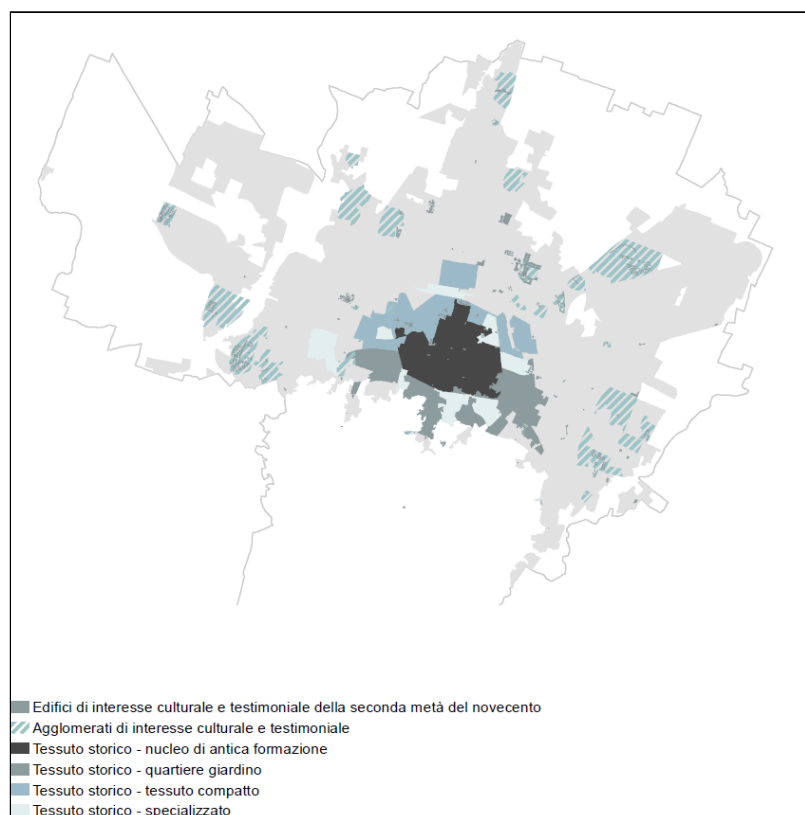 Edifici di interesse culturale e testimoniale della seconda metà del novecento
Agglomerati di interesse culturale e testimoniale
Tessuto storico - nucleo di antica formazione
Tessuto storico - quartiere giardino
Tessuto storico - tessuto compatto
Tessuto storico - specializzato